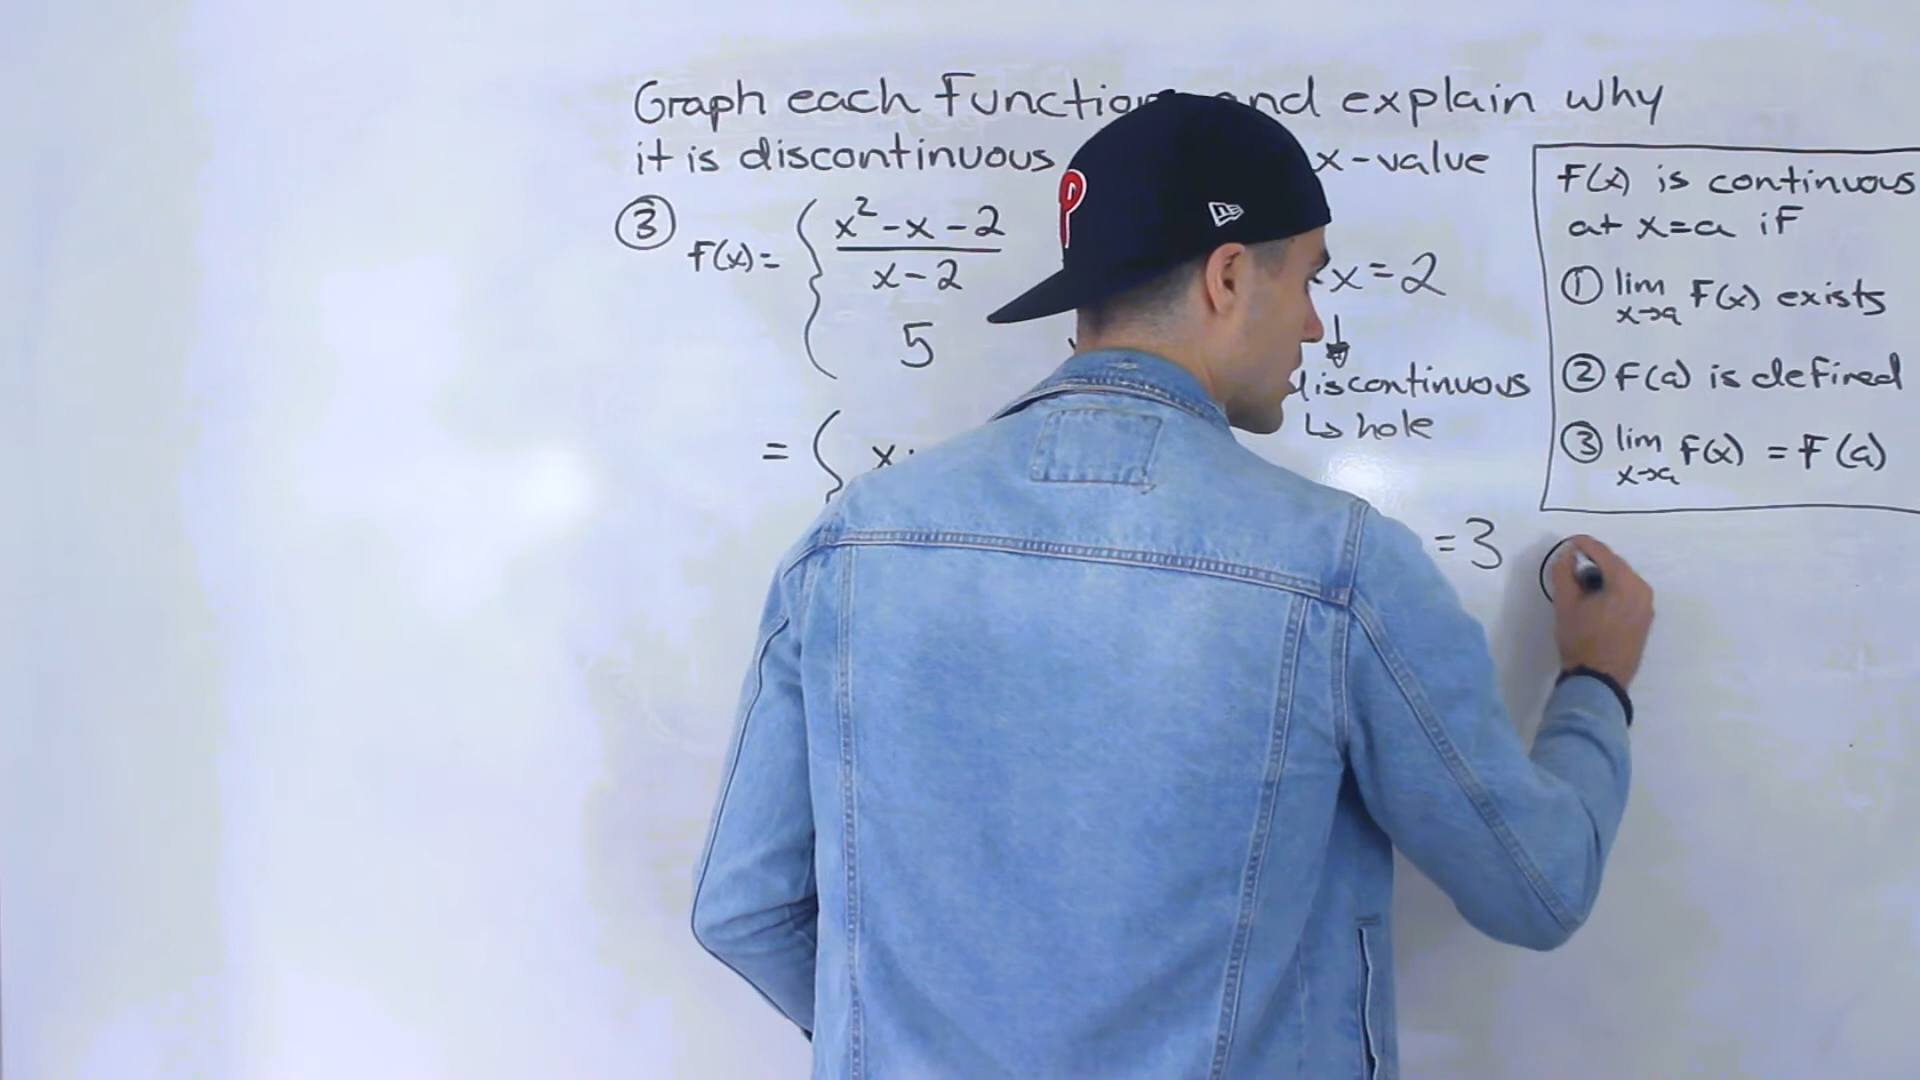 Graph each Function and explain why
it is discontinuous x-value
③ F(x) = { x² - x - 2 / x - 2
x = 2
5
discontinuous
↳ hole
= { x
= 3
F(x) is continuous
at x=a if
① lim x→a F(x) exists
② F(a) is defined
③ lim x→a F(x) = F(a)
P